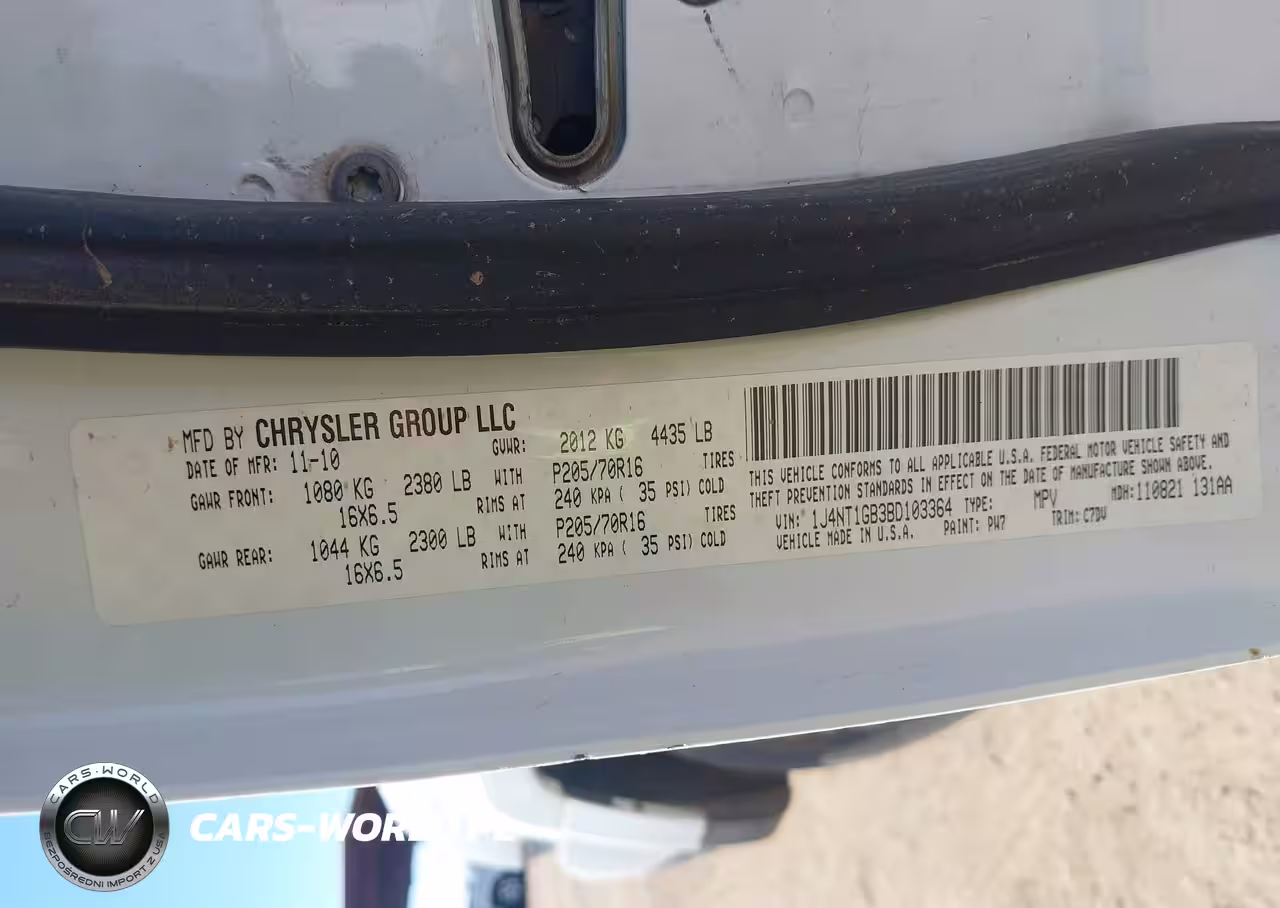 MFD BY CHRYSLER GROUP LLC
DATE OF MFR: 11-10 GVWR: 2012 KG 4435 LB
GAWR FRONT: 1080 KG 2380 LB WITH P205/70R16 TIRES
16X6.5 RIMS AT 240 KPA ( 35 PSI) COLD
GAWR REAR: 1044 KG 2300 LB WITH P205/70R16 TIRES
16X6.5 RIMS AT 240 KPA ( 35 PSI) COLD
THIS VEHICLE CONFORMS TO ALL APPLICABLE U.S.A. FEDERAL MOTOR VEHICLE SAFETY AND
THEFT PREVENTION STANDARDS IN EFFECT ON THE DATE OF MANUFACTURE SHOWN ABOVE.
VIN: 1J4NT1GB3BD103364 TYPE: MPV MDH: 110821 131AA
VEHICLE MADE IN U.S.A. PAINT: PW7 TRIM: C7DV
CARS-WORLD
CW
BEZPOŚREDNI IMPORT Z USA